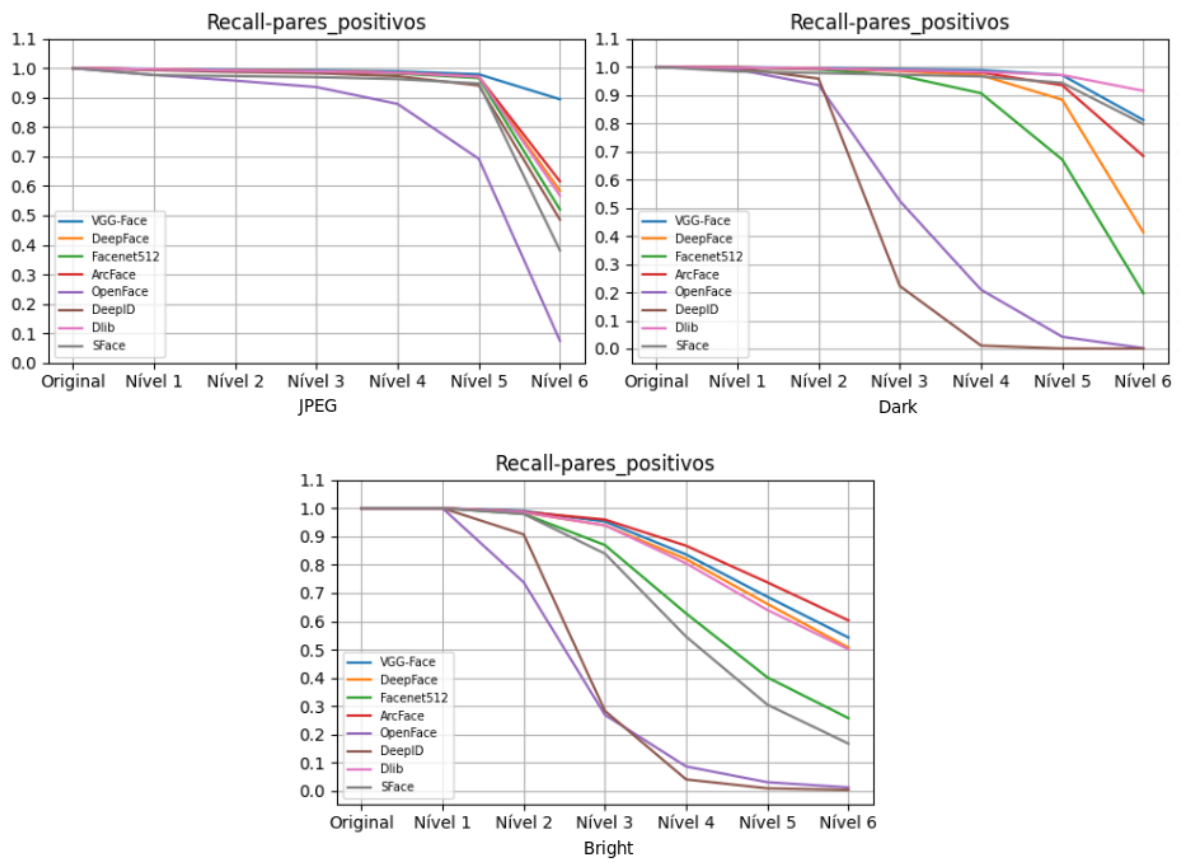 Recall-pares_positivos
1.1
1.0
0.9
0.8
0.7
0.6
0.5
0.4
0.3
0.2
0.1
0.0
VGG-Face
DeepFace
Facenet512
ArcFace
OpenFace
DeepID
Dlib
SFace
Original Nível 1 Nível 2 Nível 3 Nível 4 Nível 5 Nível 6
JPEG
Recall-pares_positivos
1.1
1.0
0.9
0.8
0.7
0.6
0.5
0.4
0.3
0.2
0.1
0.0
VGG-Face
DeepFace
Facenet512
ArcFace
OpenFace
DeepID
Dlib
SFace
Original Nível 1 Nível 2 Nível 3 Nível 4 Nível 5 Nível 6
Dark
Recall-pares_positivos
1.1
1.0
0.9
0.8
0.7
0.6
0.5
0.4
0.3
0.2
0.1
0.0
VGG-Face
DeepFace
Facenet512
ArcFace
OpenFace
DeepID
Dlib
SFace
Original Nível 1 Nível 2 Nível 3 Nível 4 Nível 5 Nível 6
Bright